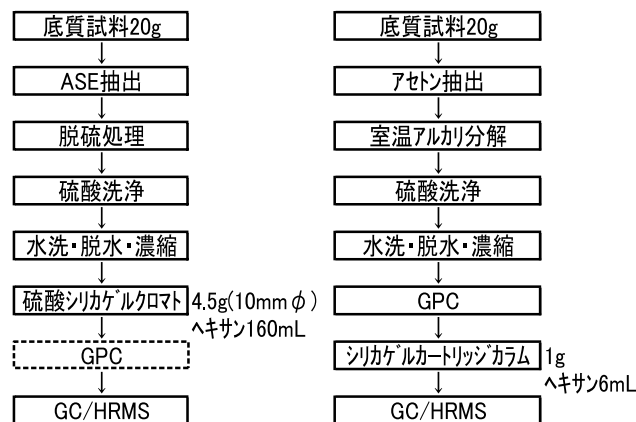 底質試料20g
ASE抽出
脱硫処理
硫酸洗浄
水洗・脱水・濃縮
硫酸シリカゲルクロマト
4.5g(10mmφ)
ヘキサン160mL
GPC
GC/HRMS
底質試料20g
アセトン抽出
室温アルカリ分解
硫酸洗浄
水洗・脱水・濃縮
GPC
シリカゲルカートリッジカラム
1g
ヘキサン6mL
GC/HRMS